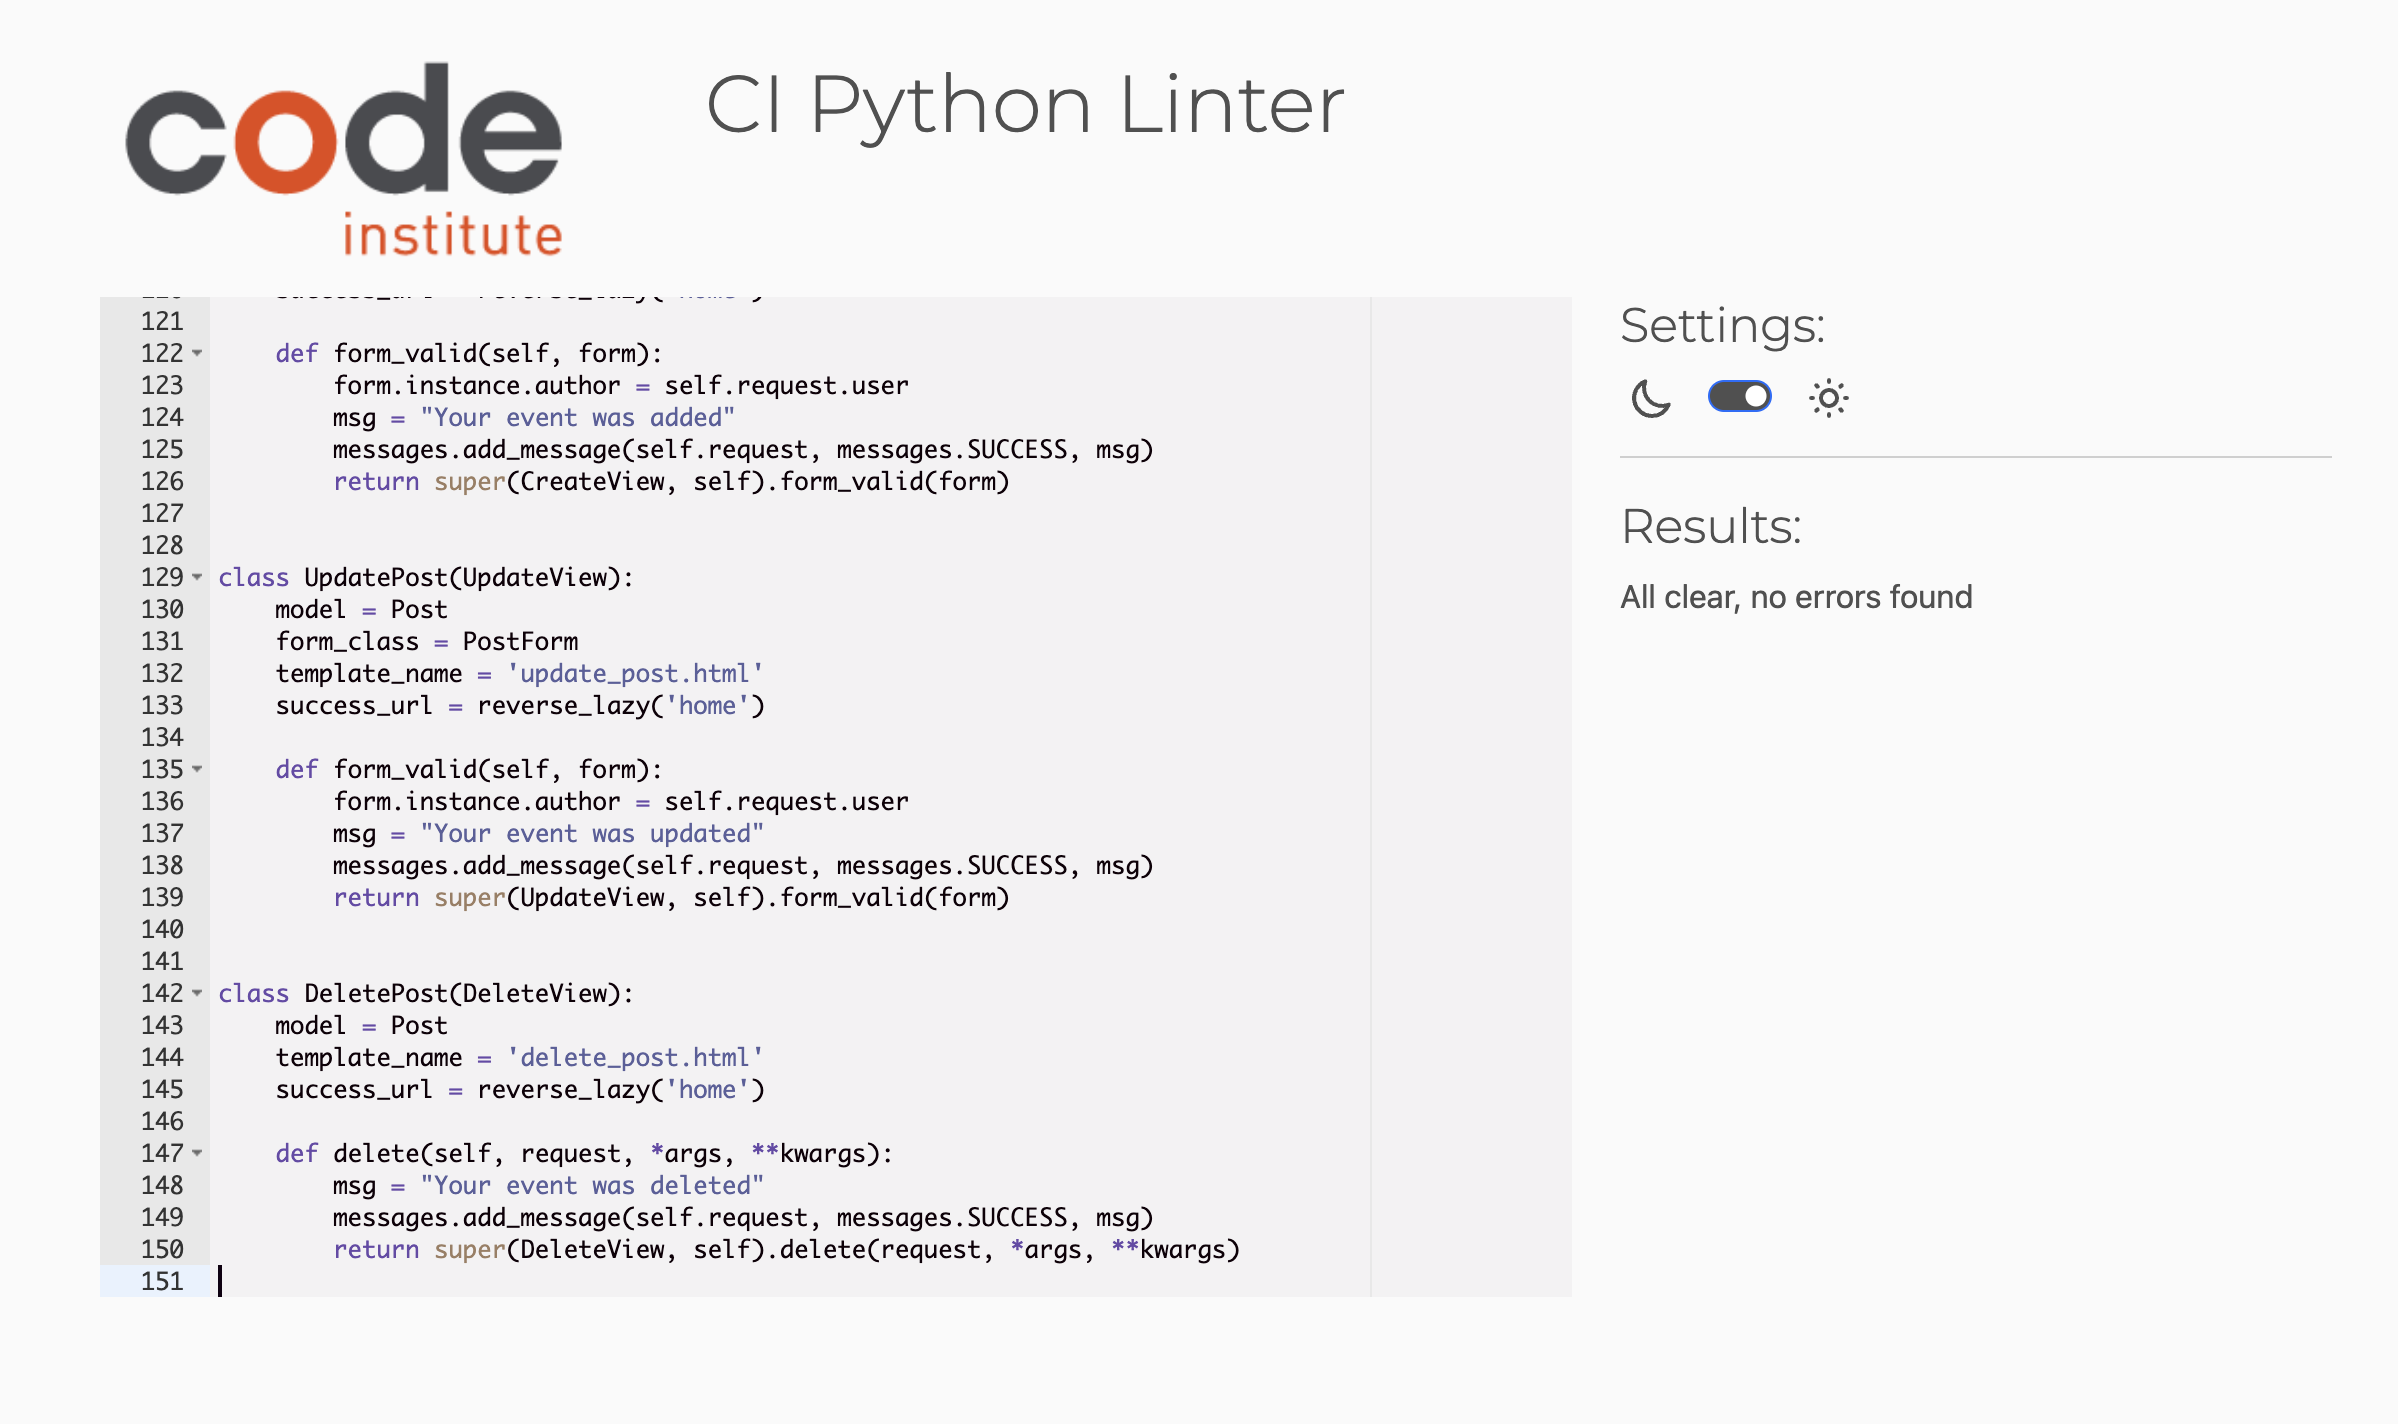 code
institute
CI Python Linter
121
122 def form_valid(self, form):
123 form.instance.author = self.request.user
124 msg = "Your event was added"
125 messages.add_message(self.request, messages.SUCCESS, msg)
126 return super(CreateView, self).form_valid(form)
127
128
129 class UpdatePost(UpdateView):
130 model = Post
131 form_class = PostForm
132 template_name = 'update_post.html'
133 success_url = reverse_lazy('home')
134
135 def form_valid(self, form):
136 form.instance.author = self.request.user
137 msg = "Your event was updated"
138 messages.add_message(self.request, messages.SUCCESS, msg)
139 return super(UpdateView, self).form_valid(form)
140
141
142 class DeletePost(DeleteView):
143 model = Post
144 template_name = 'delete_post.html'
145 success_url = reverse_lazy('home')
146
147 def delete(self, request, *args, **kwargs):
148 msg = "Your event was deleted"
149 messages.add_message(self.request, messages.SUCCESS, msg)
150 return super(DeleteView, self).delete(request, *args, **kwargs)
151
Settings:
Results:
All clear, no errors found